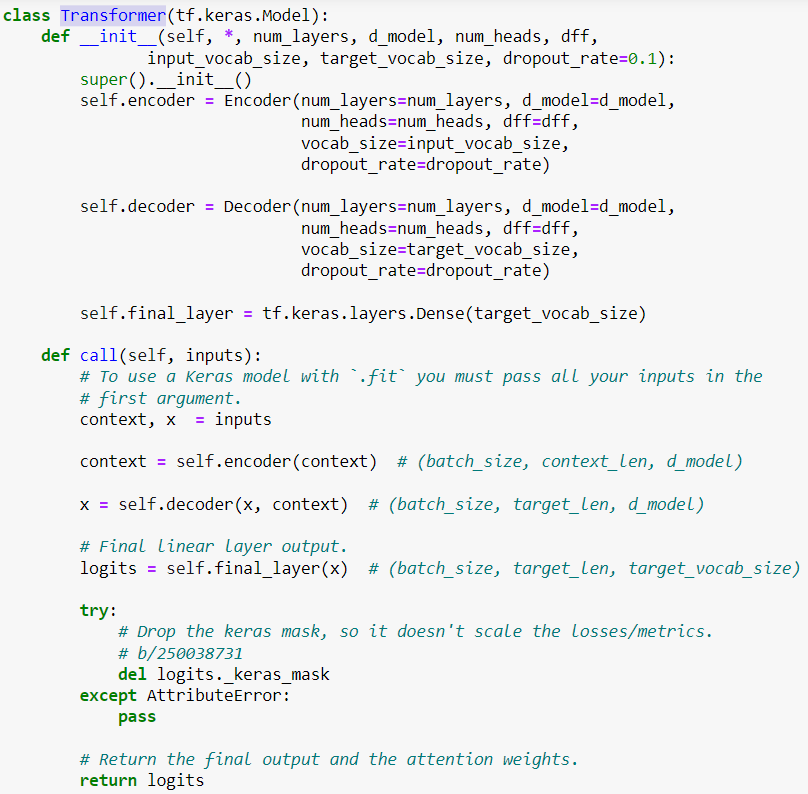 class Transformer(tf.keras.Model):
    def __init__(self, *, num_layers, d_model, num_heads, dff,
               input_vocab_size, target_vocab_size, dropout_rate=0.1):
        super().__init__()
        self.encoder = Encoder(num_layers=num_layers, d_model=d_model,
                               num_heads=num_heads, dff=dff,
                               vocab_size=input_vocab_size,
                               dropout_rate=dropout_rate)

        self.decoder = Decoder(num_layers=num_layers, d_model=d_model,
                               num_heads=num_heads, dff=dff,
                               vocab_size=target_vocab_size,
                               dropout_rate=dropout_rate)

        self.final_layer = tf.keras.layers.Dense(target_vocab_size)

    def call(self, inputs):
        # To use a Keras model with `.fit` you must pass all your inputs in the
        # first argument.
        context, x  = inputs

        context = self.encoder(context)  # (batch_size, context_len, d_model)

        x = self.decoder(x, context)  # (batch_size, target_len, d_model)

        # Final linear layer output.
        logits = self.final_layer(x)  # (batch_size, target_len, target_vocab_size)

        try:
            # Drop the keras mask, so it doesn't scale the losses/metrics.
            # b/250038731
            del logits._keras_mask
        except AttributeError:
            pass

        # Return the final output and the attention weights.
        return logits